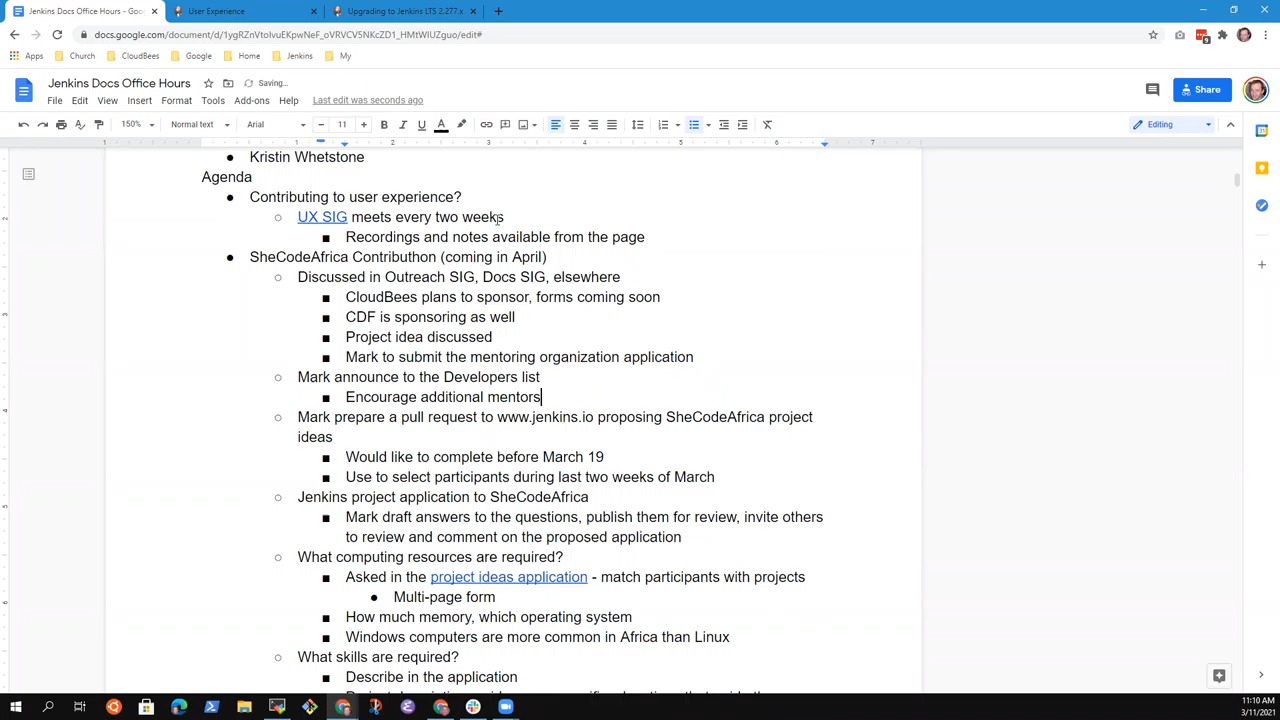 Jenkins Docs Office Hours - Goo
User Experience
Upgrading to Jenkins LTS 2.277.x
docs.google.com/document/d/1ygRZnVtoIvuEKpwNeF_oVRVCV5NKcZD1_HMtWIUZguo/edit#
Apps Church CloudBees Google Home Jenkins My
Jenkins Docs Office Hours Saving...
File Edit View Insert Format Tools Add-ons Help Last edit was seconds ago
Share
150% Normal text Arial 11 Editing
1 1 2 3 4 5 6 7
Kristin Whetstone
Agenda
● Contributing to user experience?
○ UX SIG meets every two weeks
■ Recordings and notes available from the page
● SheCodeAfrica Contributhon (coming in April)
○ Discussed in Outreach SIG, Docs SIG, elsewhere
■ CloudBees plans to sponsor, forms coming soon
■ CDF is sponsoring as well
■ Project idea discussed
■ Mark to submit the mentoring organization application
○ Mark announce to the Developers list
■ Encourage additional mentors
○ Mark prepare a pull request to www.jenkins.io proposing SheCodeAfrica project
ideas
■ Would like to complete before March 19
■ Use to select participants during last two weeks of March
○ Jenkins project application to SheCodeAfrica
■ Mark draft answers to the questions, publish them for review, invite others
to review and comment on the proposed application
○ What computing resources are required?
■ Asked in the project ideas application - match participants with projects
● Multi-page form
■ How much memory, which operating system
■ Windows computers are more common in Africa than Linux
○ What skills are required?
■ Describe in the application
11:10 AM
3/11/2021